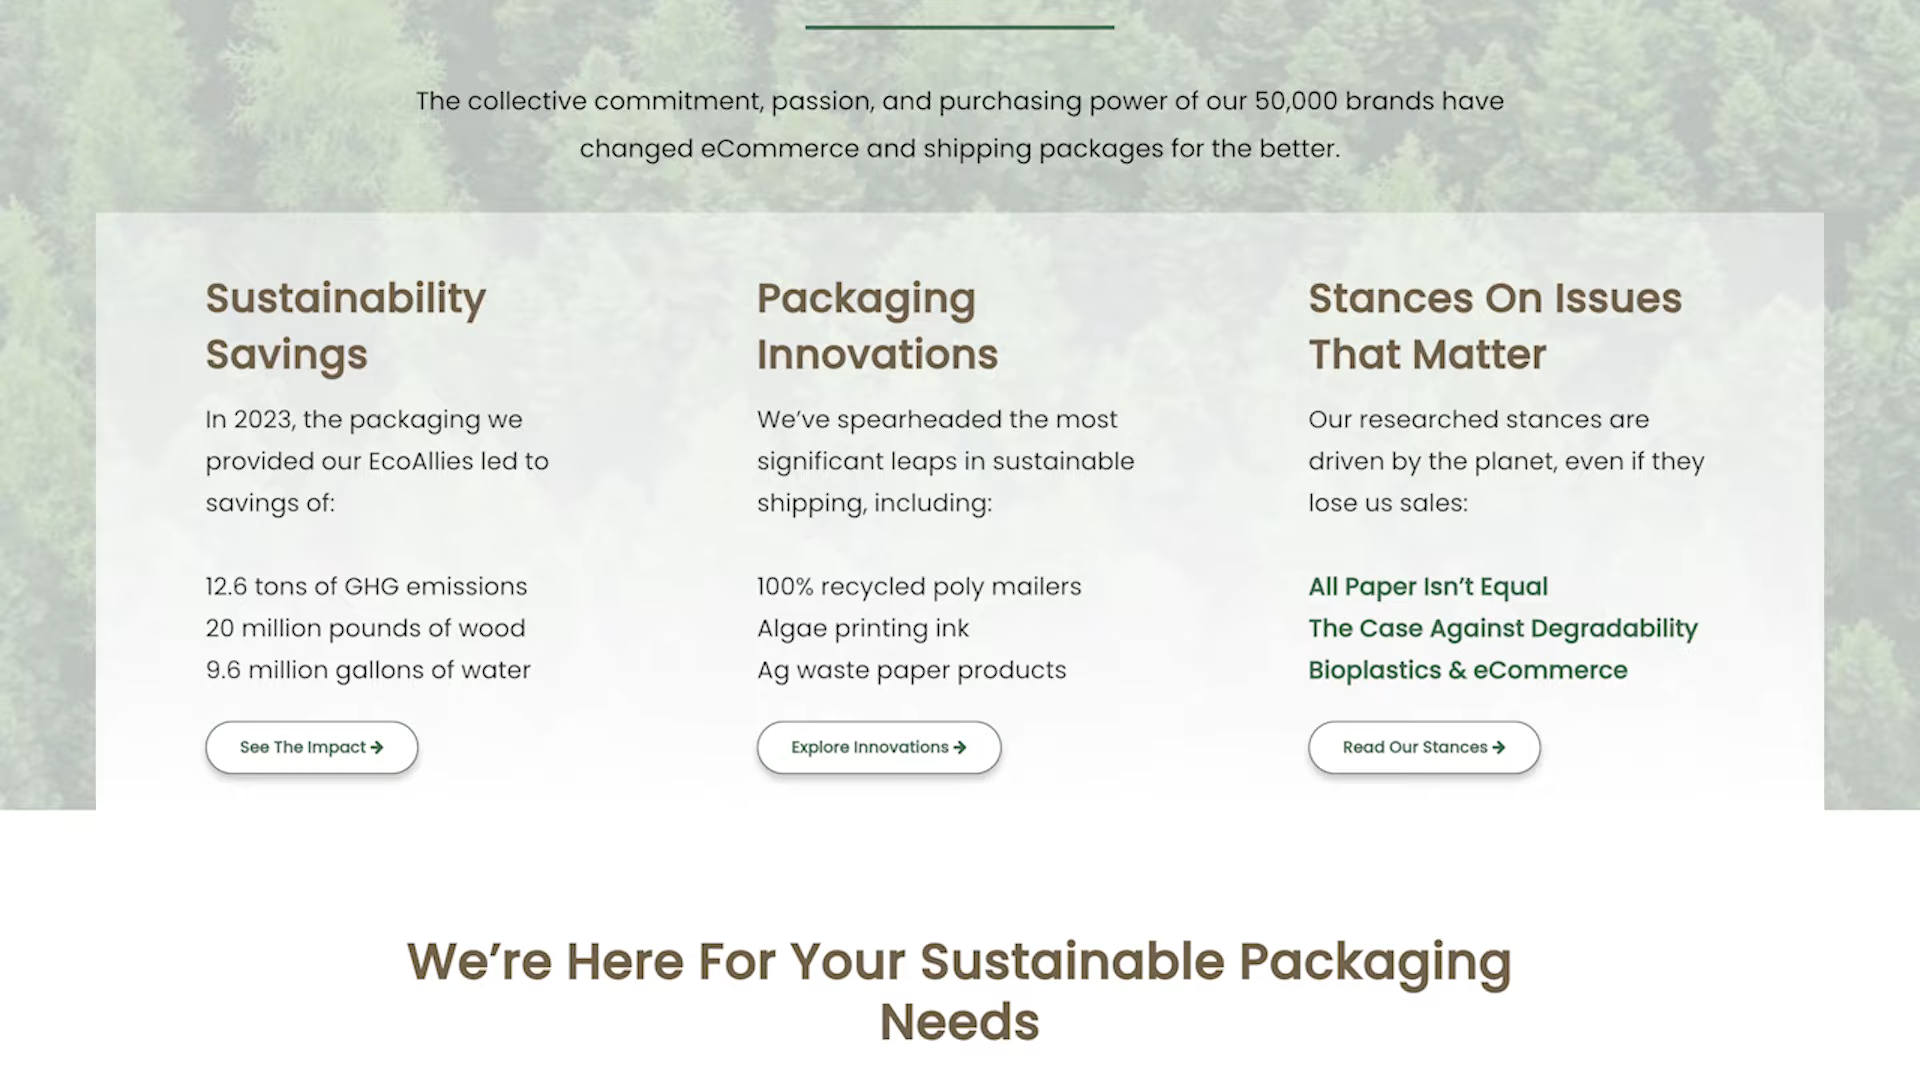 The collective commitment, passion, and purchasing power of our 50,000 brands have
changed eCommerce and shipping packages for the better.
Sustainability
Savings
In 2023, the packaging we
provided our EcoAllies led to
savings of:
12.6 tons of GHG emissions
20 million pounds of wood
9.6 million gallons of water
See The Impact →
Packaging
Innovations
We’ve spearheaded the most
significant leaps in sustainable
shipping, including:
100% recycled poly mailers
Algae printing ink
Ag waste paper products
Explore Innovations →
Stances On Issues
That Matter
Our researched stances are
driven by the planet, even if they
lose us sales:
All Paper Isn’t Equal
The Case Against Degradability
Bioplastics & eCommerce
Read Our Stances →
We’re Here For Your Sustainable Packaging
Needs